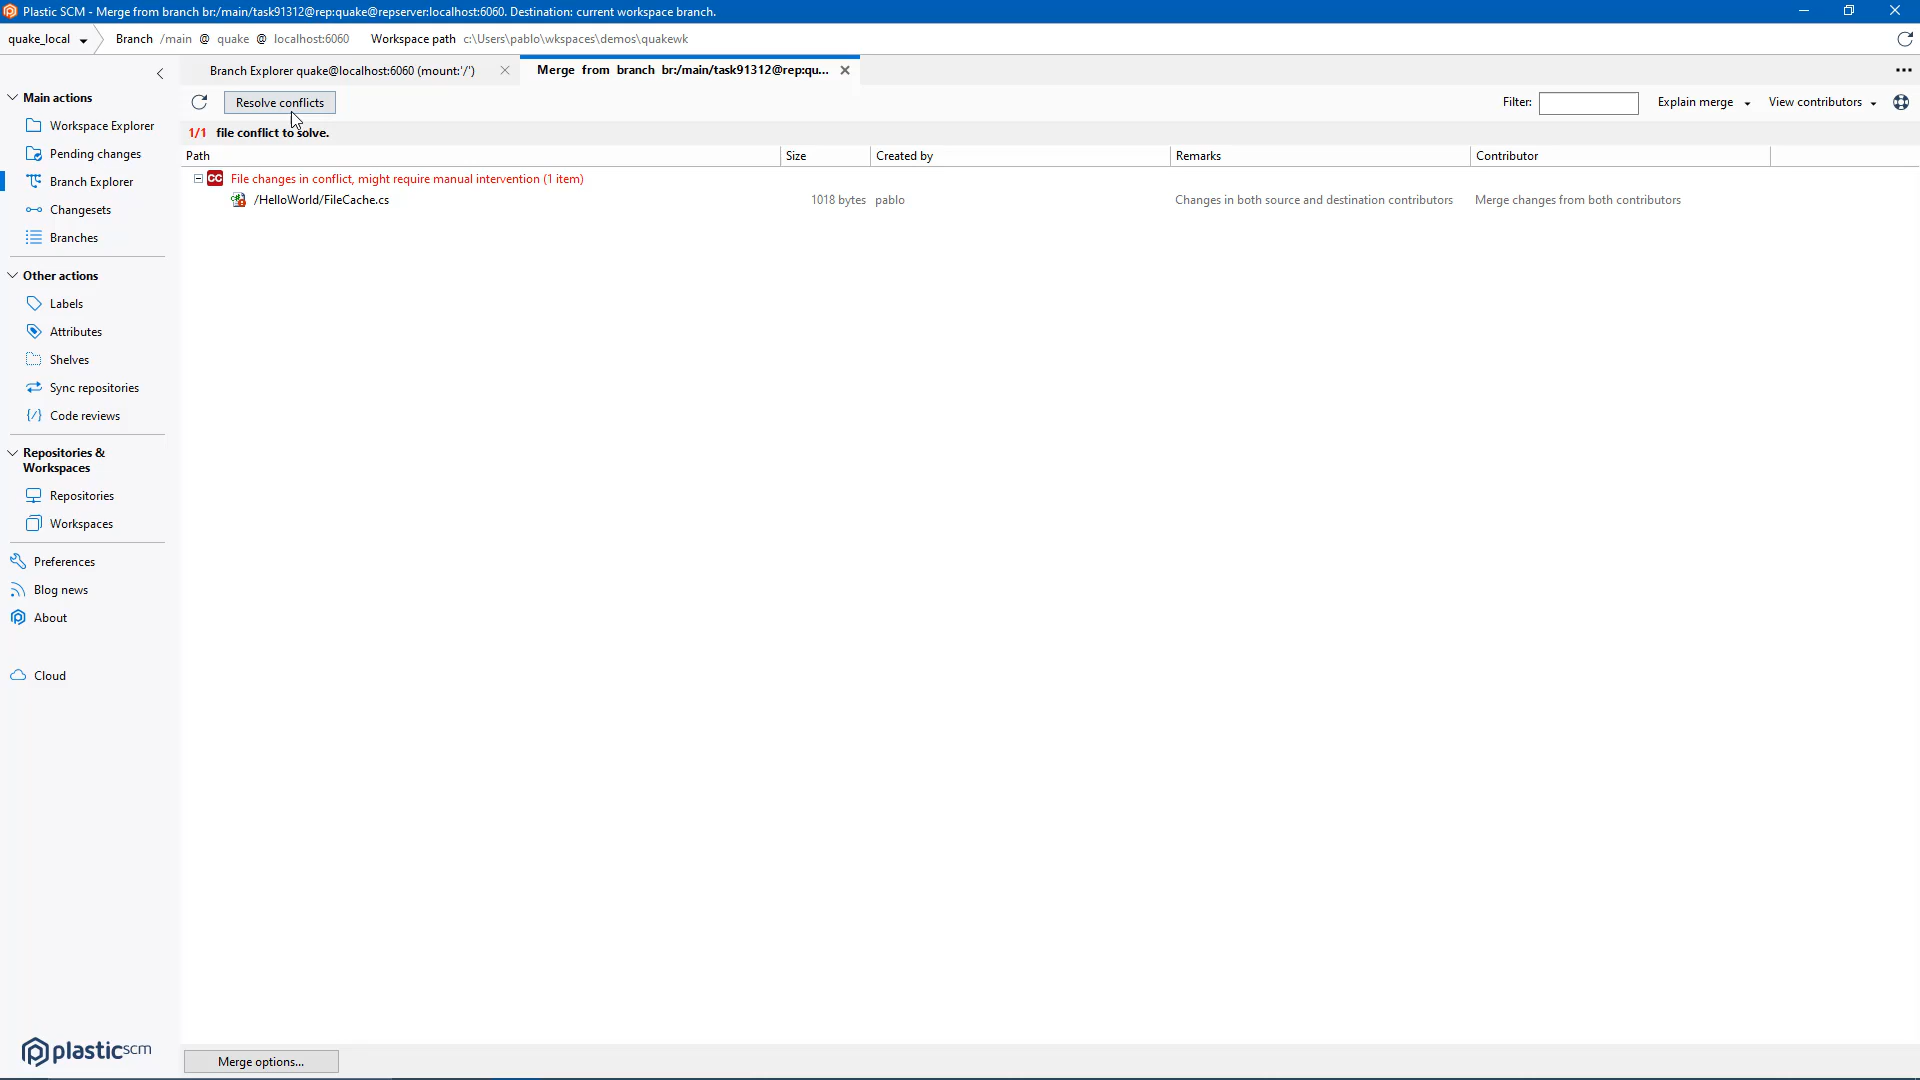 Plastic SCM - Merge from branch br:/main/task91312@rep:quake@repserver:localhost:6060. Destination: current workspace branch.
quake_local Branch /main @ quake @ localhost:6060 Workspace path c:\Users\pablo\wkspaces\demos\quakewk
Branch Explorer quake@localhost:6060 (mount:'/') Merge from branch br:/main/task91312@rep:qu...
Resolve conflicts Filter: Explain merge View contributors
1/1 file conflict to solve.
Path Size Created by Remarks Contributor
CC File changes in conflict, might require manual intervention (1 item)
/HelloWorld/FileCache.cs 1018 bytes pablo Changes in both source and destination contributors Merge changes from both contributors
Main actions
Workspace Explorer
Pending changes
Branch Explorer
Changesets
Branches
Other actions
Labels
Attributes
Shelves
Sync repositories
Code reviews
Repositories &
Workspaces
Repositories
Workspaces
Preferences
Blog news
About
Cloud
plasticscm
Merge options...